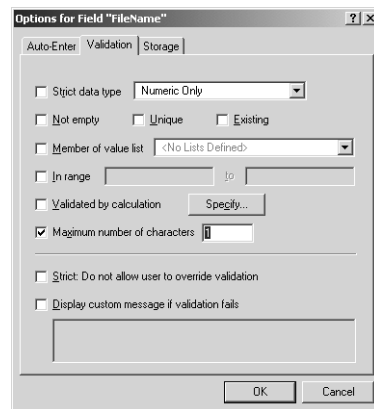 Options for Field "FileName"
Auto-Enter Validation Storage
Strict data type Numeric Only
Not empty Unique Existing
Member of value list <No Lists Defined>
In range to
Validated by calculation Specify...
Maximum number of characters 1
Strict: Do not allow user to override validation
Display custom message if validation fails
OK Cancel